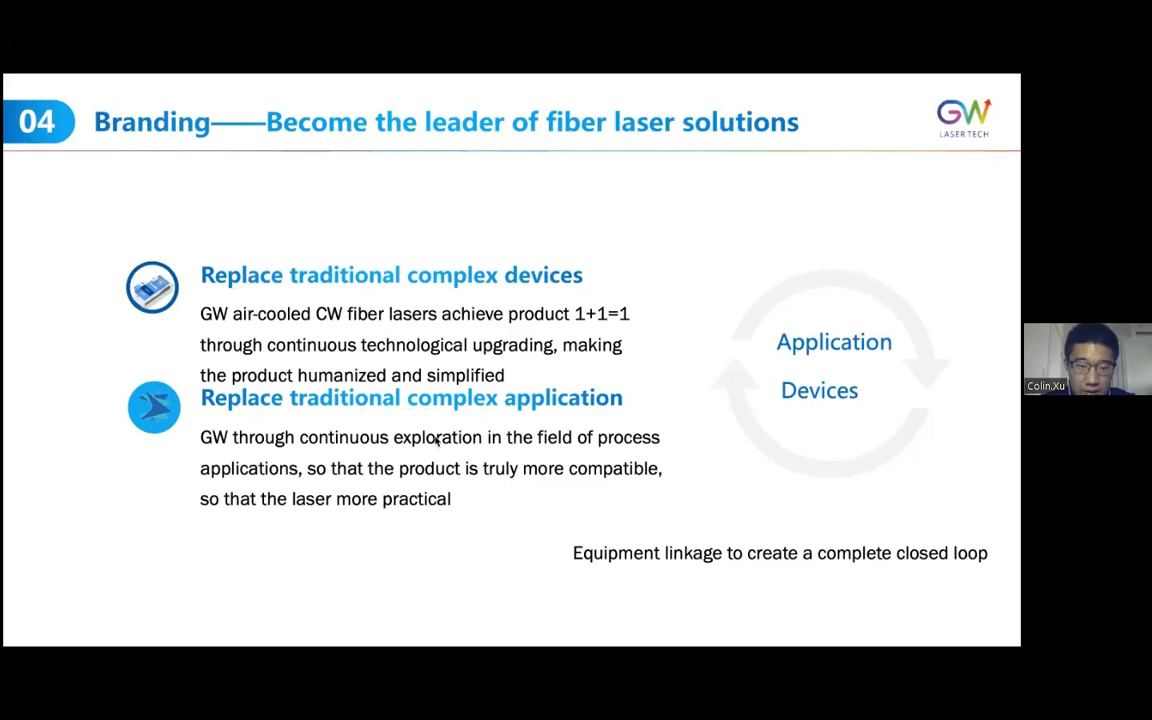 04
Branding——Become the leader of fiber laser solutions
GW
LASER TECH
Replace traditional complex devices
GW air-cooled CW fiber lasers achieve product 1+1=1
through continuous technological upgrading, making
the product humanized and simplified
Replace traditional complex application
GW through continuous exploration in the field of process
applications, so that the product is truly more compatible,
so that the laser more practical
Application
Devices
Equipment linkage to create a complete closed loop
Colin.Xu